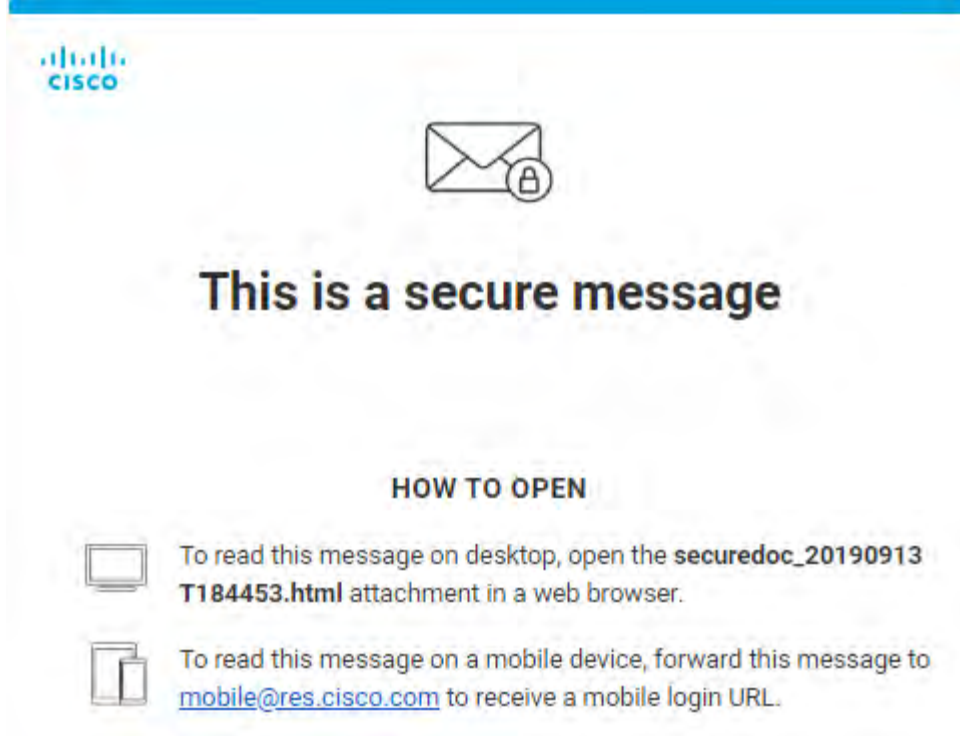 CISCO
This is a secure message
HOW TO OPEN
To read this message on desktop, open the securedoc_20190913
T184453.html attachment in a web browser.
To read this message on a mobile device, forward this message to
mobile@res.cisco.com to receive a mobile login URL.